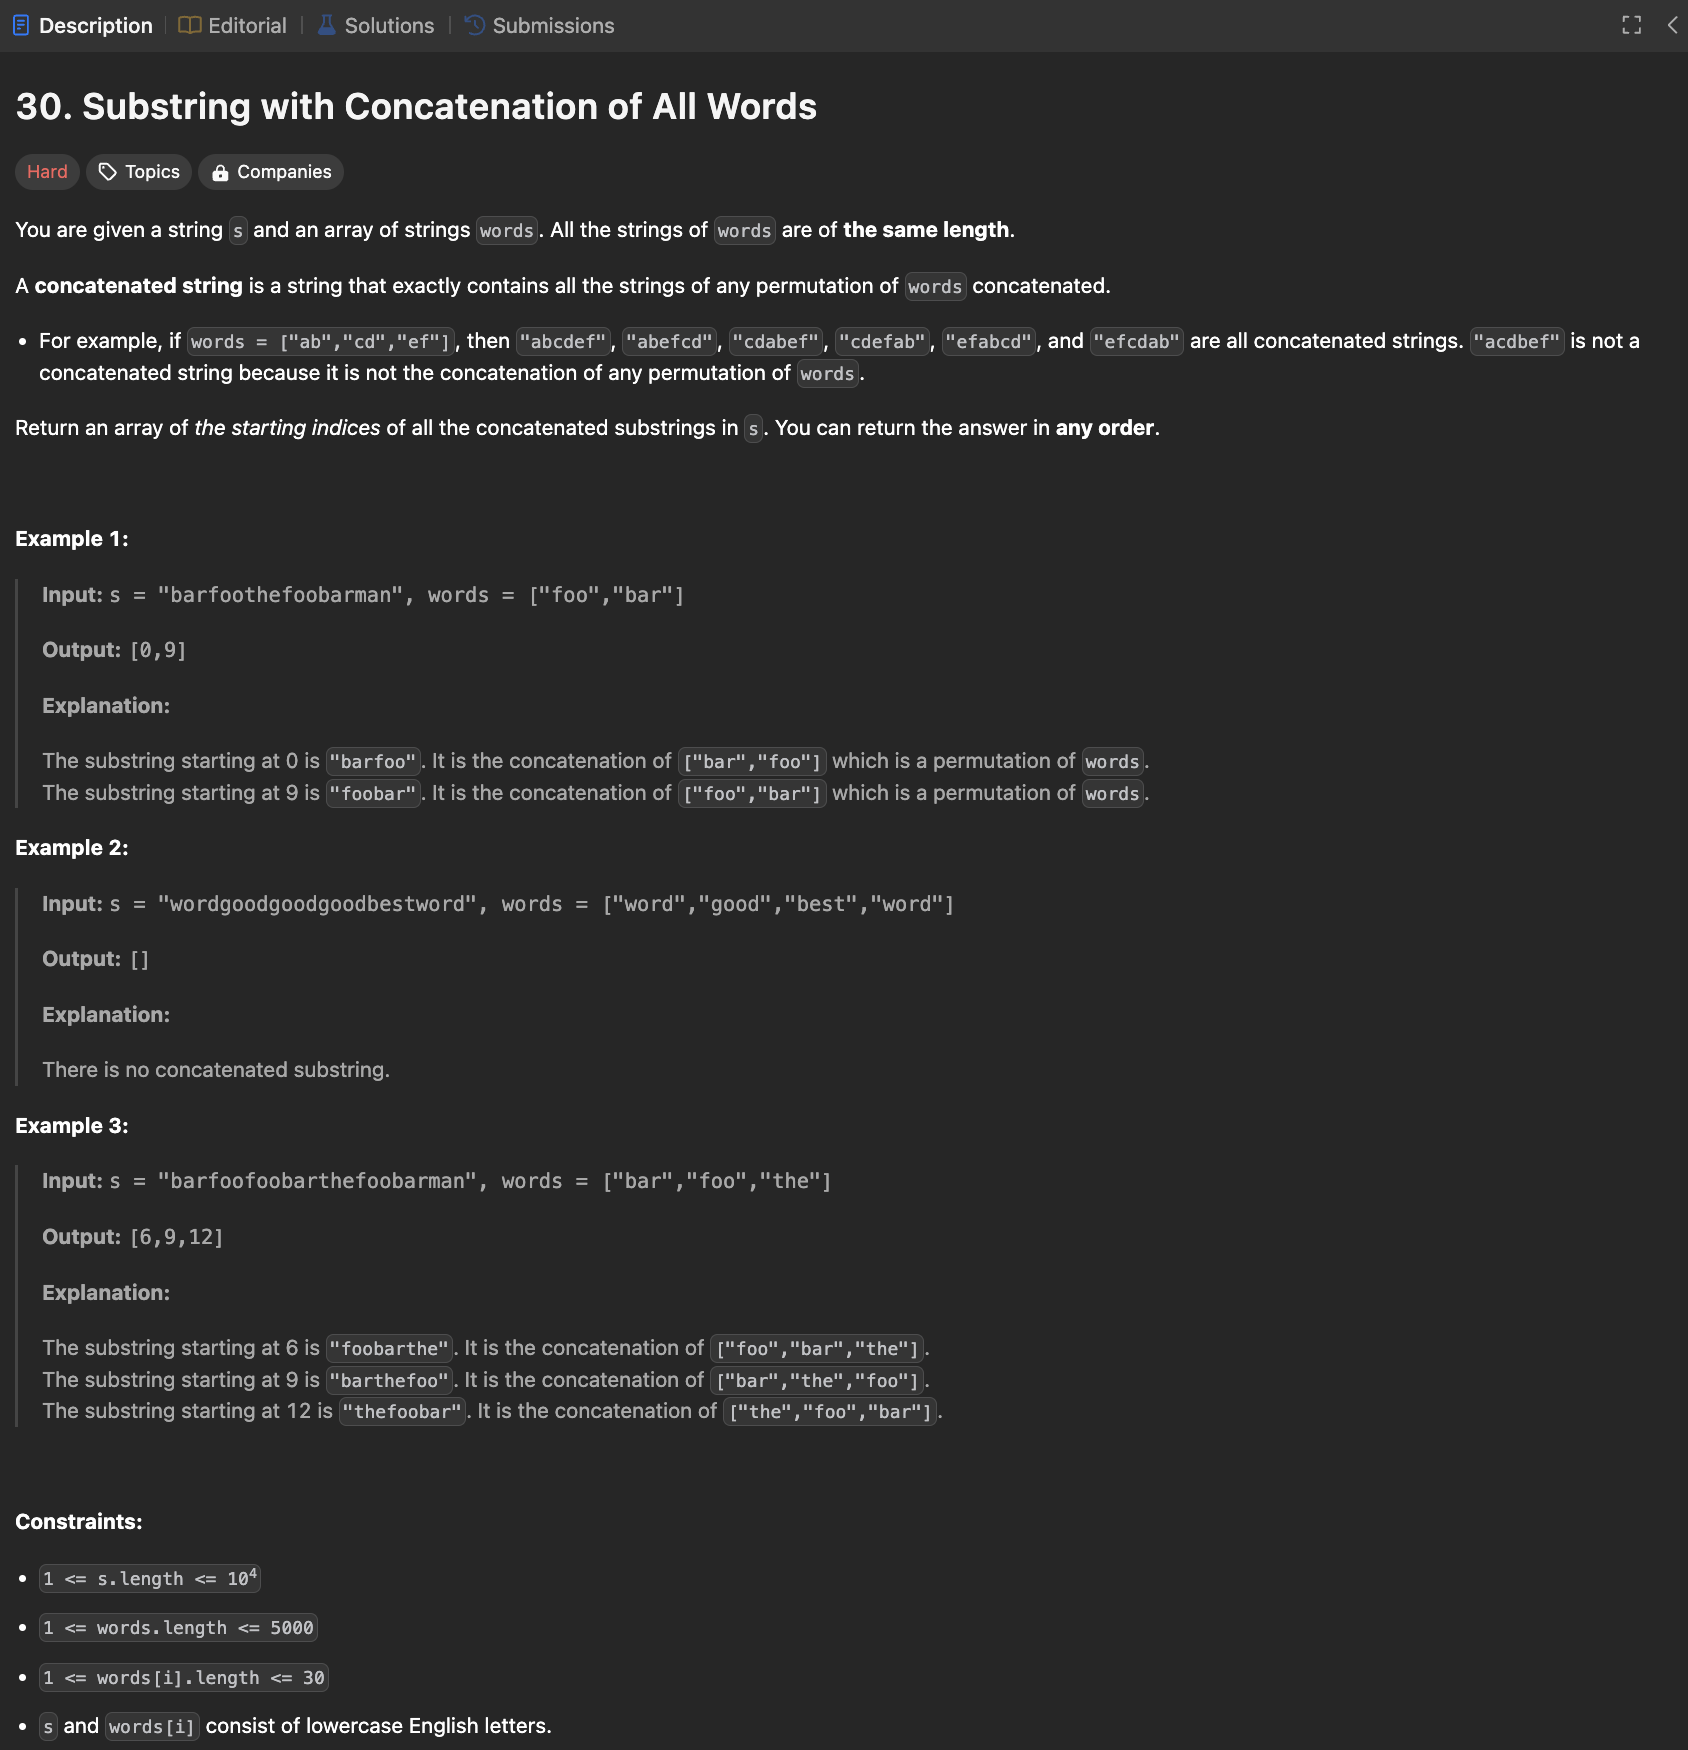 Description | Editorial | Solutions | Submissions
30. Substring with Concatenation of All Words
Hard Topics Companies
You are given a string s and an array of strings words. All the strings of words are of the same length.
A concatenated string is a string that exactly contains all the strings of any permutation of words concatenated.
• For example, if words = ["ab","cd","ef"], then "abcdef", "abefcd", "cdabef", "cdefab", "efabcd", and "efcdab" are all concatenated strings. "acdbef" is not a
concatenated string because it is not the concatenation of any permutation of words.
Return an array of the starting indices of all the concatenated substrings in s. You can return the answer in any order.
Example 1:
Input: s = "barfoothefoobarman", words = ["foo","bar"]
Output: [0,9]
Explanation:
The substring starting at 0 is "barfoo". It is the concatenation of ["bar","foo"] which is a permutation of words.
The substring starting at 9 is "foobar". It is the concatenation of ["foo","bar"] which is a permutation of words.
Example 2:
Input: s = "wordgoodgoodgoodbestword", words = ["word","good","best","word"]
Output: []
Explanation:
There is no concatenated substring.
Example 3:
Input: s = "barfoofoobarthefoobarman", words = ["bar","foo","the"]
Output: [6,9,12]
Explanation:
The substring starting at 6 is "foobarthe". It is the concatenation of ["foo","bar","the"].
The substring starting at 9 is "barthefoo". It is the concatenation of ["bar","the","foo"].
The substring starting at 12 is "thefoobar". It is the concatenation of ["the","foo","bar"].
Constraints:
• 1 <= s.length <= 10⁴
• 1 <= words.length <= 5000
• 1 <= words[i].length <= 30
• s and words[i] consist of lowercase English letters.